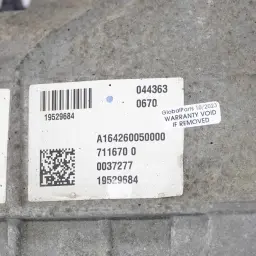 044363
0670
19529684
GlobalParts 10/2023
WARRANTY VOID
IF REMOVED
A164260050000
711670 0
0037277
19529684